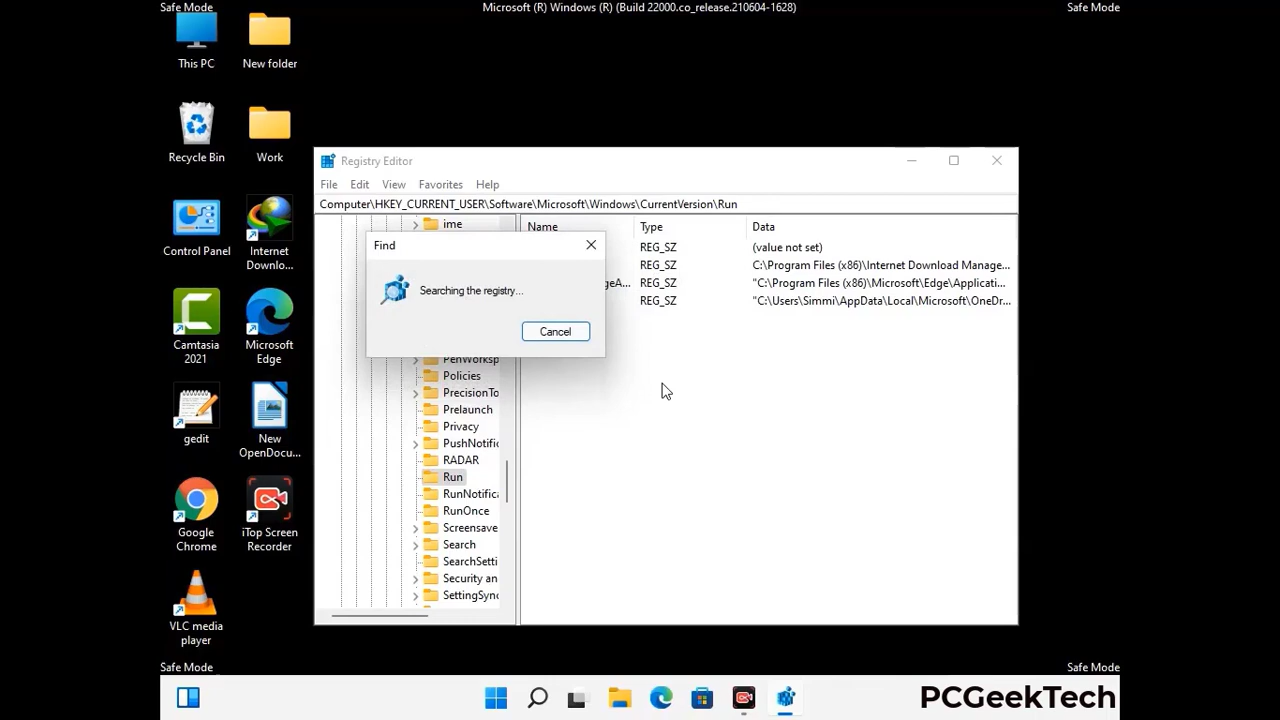 Safe Mode
Microsoft (R) Windows (R) (Build 22000.co_release.210604-1628)
Safe Mode
This PC
New folder
Recycle Bin
Work
Control Panel
Internet
Downlo...
Camtasia
2021
Microsoft
Edge
gedit
New
OpenDocu...
Google
Chrome
iTop Screen
Recorder
VLC media
player
Registry Editor
File Edit View Favorites Help
Computer\HKEY_CURRENT_USER\Software\Microsoft\Windows\CurrentVersion\Run
ime
Find
Searching the registry...
Cancel
PenWorksp
Policies
PrecisionTo
Prelaunch
Privacy
PushNotific
RADAR
Run
RunNotifica
RunOnce
Screensave
Search
SearchSetti
Security an
SettingSync
Name Type Data
REG_SZ (value not set)
REG_SZ C:\Program Files (x86)\Internet Download Manage...
geA... REG_SZ "C:\Program Files (x86)\Microsoft\Edge\Applicati...
REG_SZ "C:\Users\Simmi\AppData\Local\Microsoft\OneDr...
Safe Mode
Safe Mode
PCGeekTech